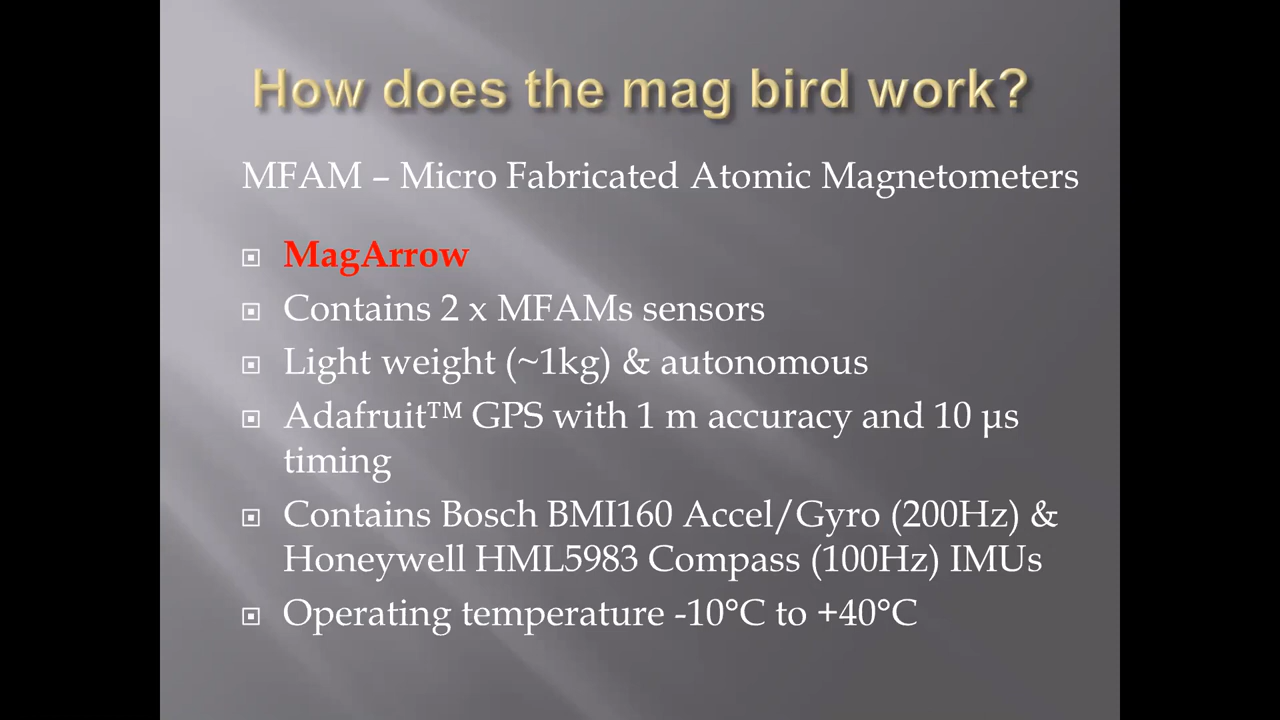 How does the mag bird work?
MFAM – Micro Fabricated Atomic Magnetometers
MagArrow
Contains 2 x MFAMs sensors
Light weight (~1kg) & autonomous
Adafruit™ GPS with 1 m accuracy and 10 µs
timing
Contains Bosch BMI160 Accel/Gyro (200Hz) &
Honeywell HML5983 Compass (100Hz) IMUs
Operating temperature -10°C to +40°C